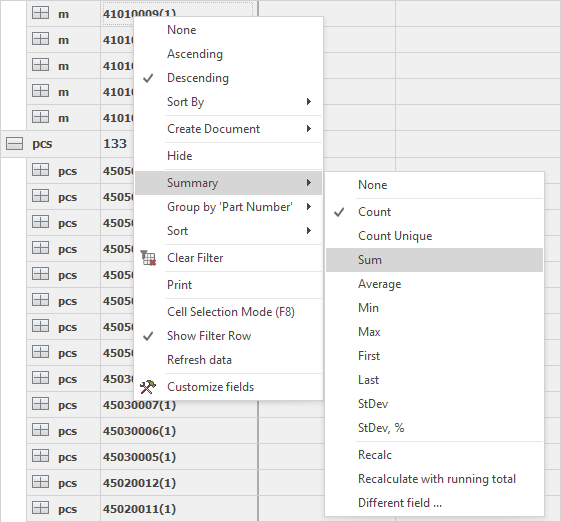 m 41010009(1)
m 4101
m 4101
m 4101
m 4101
pcs 133
pcs 4505
pcs 4505
pcs 4505
pcs 4505
pcs 4505
pcs 4505
pcs 4505
pcs 4505
pcs 4503
pcs 45030007(1)
pcs 45030006(1)
pcs 45030005(1)
pcs 45020012(1)
pcs 45020011(1)
None
Ascending
Descending
Sort By
Create Document
Hide
Summary
Group by 'Part Number'
Sort
Clear Filter
Print
Cell Selection Mode (F8)
Show Filter Row
Refresh data
Customize fields
None
Count
Count Unique
Sum
Average
Min
Max
First
Last
StDev
StDev, %
Recalc
Recalculate with running total
Different field ...